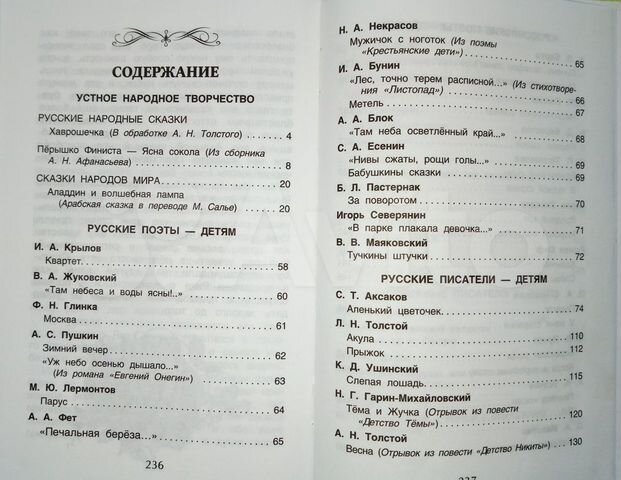 СОДЕРЖАНИЕ
УСТНОЕ НАРОДНОЕ ТВОРЧЕСТВО
РУССКИЕ НАРОДНЫЕ СКАЗКИ
Хаврошечка (В обработке А. Н. Толстого) 4
Пёрышко Финиста — Ясна сокола (Из сборника
А. Н. Афанасьева) 8
СКАЗКИ НАРОДОВ МИРА 20
Аладдин и волшебная лампа
(Арабская сказка в переводе М. Салье) 20
РУССКИЕ ПОЭТЫ — ДЕТЯМ
И. А. Крылов
Квартет. 58
В. А. Жуковский
"Там небеса и воды ясны!.." 60
Ф. Н. Глинка
Москва 61
А. С. Пушкин
Зимний вечер 62
"Уж небо осенью дышало..."
(Из романа «Евгений Онегин») 63
М. Ю. Лермонтов
Парус 64
А. А. Фет
«Печальная берёза...» 65
236
Н. А. Некрасов
Мужичок с ноготок (Из поэмы
«Крестьянские дети») 65
И. А. Бунин
"Лес, точно терем расписной..." (Из стихотворе-
ния «Листопад») 66
Метель 67
А. А. Блок
"Там неба осветлённый край..." 68
С. А. Есенин
"Нивы сжаты, рощи голы..." 69
Бабушкины сказки 69
Б. Л. Пастернак
За поворотом 70
Игорь Северянин
"В парке плакала девочка..." 71
В. В. Маяковский
Тучкины штучки 72
РУССКИЕ ПИСАТЕЛИ — ДЕТЯМ
С. Т. Аксаков
Аленький цветочек. 74
Л. Н. Толстой
Акула 110
Прыжок 112
К. Д. Ушинский
Слепая лошадь. 115
Н. Г. Гарин-Михайловский
Тёма и Жучка (Отрывок из повести
«Детство Тёмы») 120
А. Н. Толстой
Весна (Отрывок из повести «Детство Никиты») 130